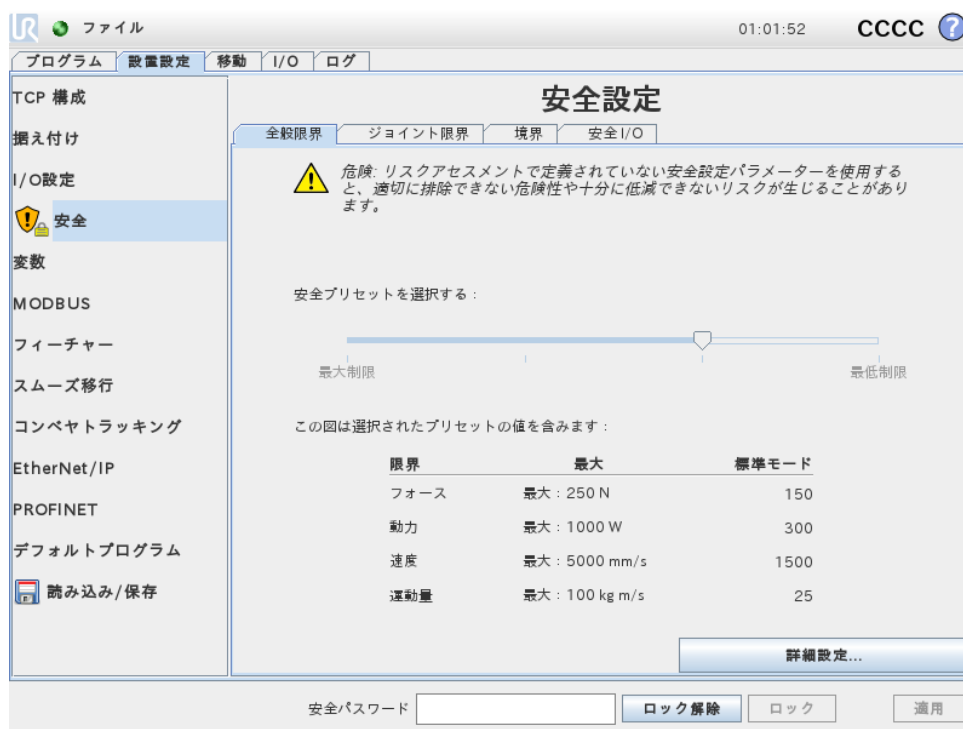 UR ファイル 01:01:52 CCCC ?
プログラム 設置設定 移動 I/O ログ
TCP 構成
据え付け
I/O設定
安全
変数
MODBUS
フィーチャー
スムーズ移行
コンベヤトラッキング
EtherNet/IP
PROFINET
デフォルトプログラム
読み込み/保存
安全設定
全般限界 ジョイント限界 境界 安全 I/O
危険: リスクアセスメントで定義されていない安全設定パラメーターを使用する
と、適切に排除できない危険性や十分に低減できないリスクが生じることがあり
ます。
安全プリセットを選択する :
最大制限 最低制限
この図は選択されたプリセットの値を含みます :
限界 最大 標準モード
フォース 最大 : 250 N 150
動力 最大 : 1000 W 300
速度 最大 : 5000 mm/s 1500
運動量 最大 : 100 kg m/s 25
詳細設定...
安全パスワード ロック解除 ロック 適用